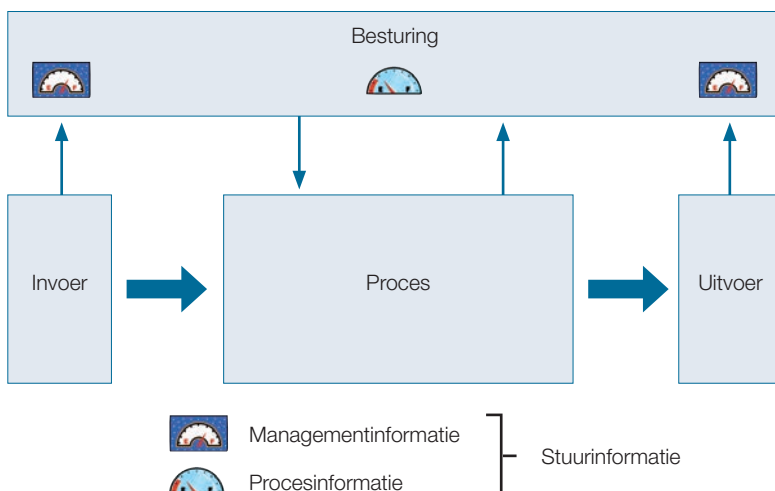 Besturing
Invoer
Proces
Uitvoer
Managementinformatie
Stuurinformatie
Procesinformatie